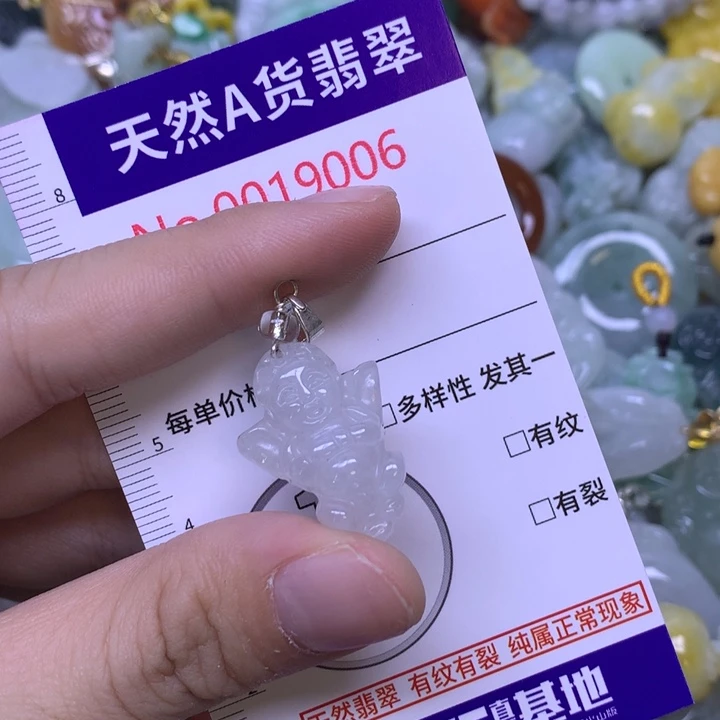 天然A货翡翠
No.0019006
8
每单价格
□多样性 发其一
5
□有纹
4
□有裂
天然翡翠 有纹有裂 纯属正常现象
基地